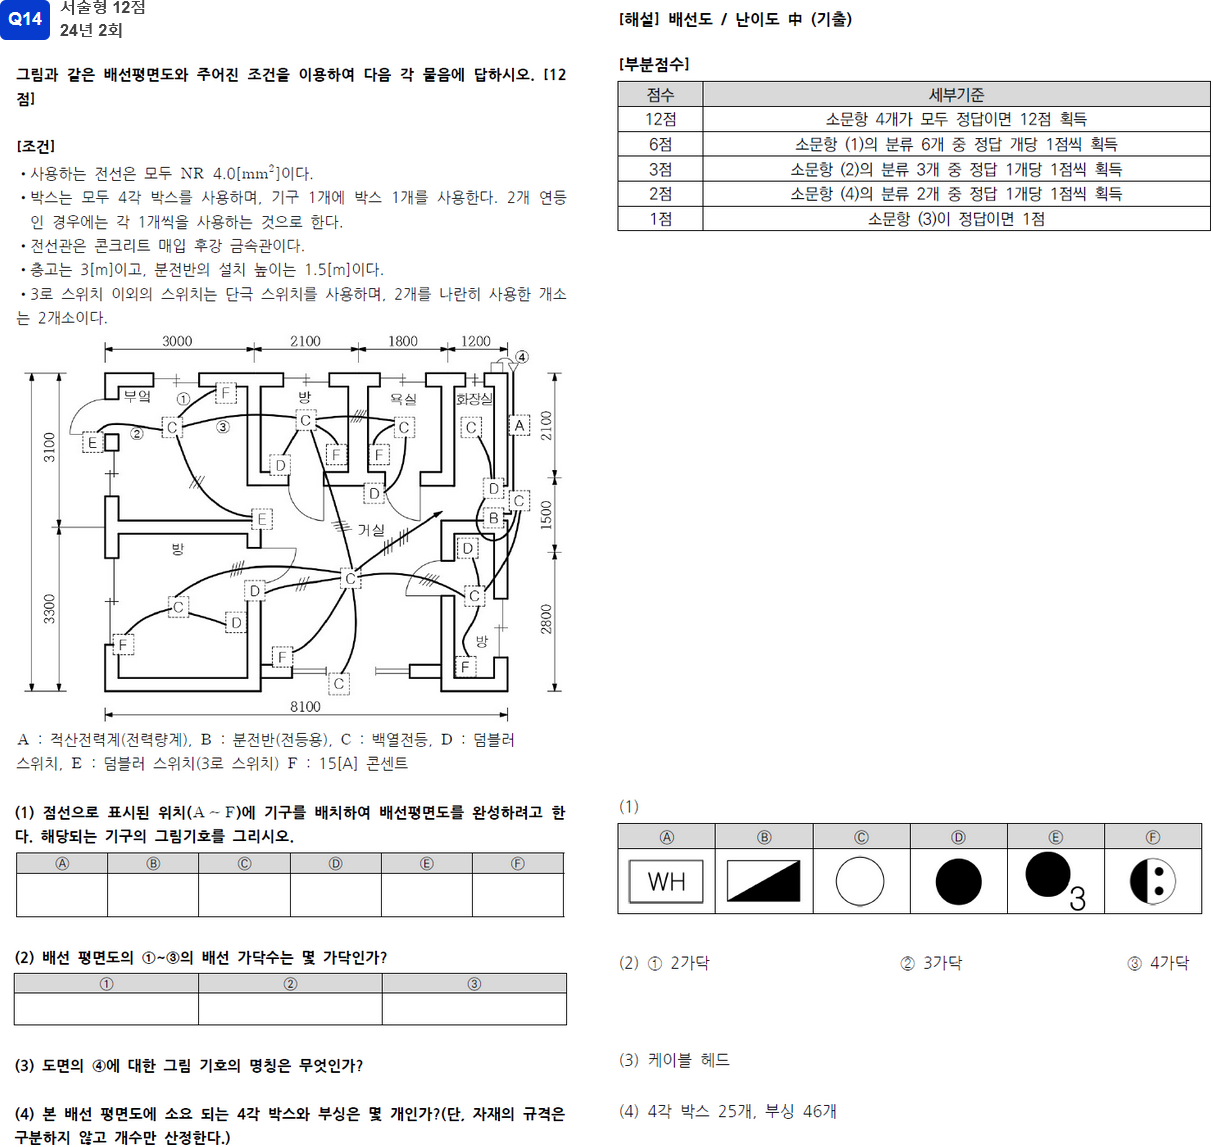 Q14
서술형 12점
24년 2회
그림과 같은 배선평면도와 주어진 조건을 이용하여 다음 각 물음에 답하시오. [12
점]
[조건]
・사용하는 전선은 모두 NR 4.0[mm²]이다.
・박스는 모두 4각 박스를 사용하며, 기구 1개에 박스 1개를 사용한다. 2개 연등
인 경우에는 각 1개씩을 사용하는 것으로 한다.
・전선관은 콘크리트 매입 후강 금속관이다.
・층고는 3[m]이고, 분전반의 설치 높이는 1.5[m]이다.
・3로 스위치 이외의 스위치는 단극 스위치를 사용하며, 2개를 나란히 사용한 개소
는 2개소이다.
3000 2100 1800 1200
④
부엌 ① F 방 욕실 화장실
E ② C ③ C C C A
2100
3100
D F F
D D C
1500
E 거실 B
방 D
C
D C
C D
3300
2800
F F 방 F
C
8100
A : 적산전력계(전력량계), B : 분전반(전등용), C : 백열전등, D : 덤블러
스위치, E : 덤블러 스위치(3로 스위치) F : 15[A] 콘센트
(1) 점선으로 표시된 위치(A ~ F)에 기구를 배치하여 배선평면도를 완성하려고 한
다. 해당되는 기구의 그림기호를 그리시오.
Ⓐ Ⓑ Ⓒ Ⓓ Ⓔ Ⓕ
(2) 배선 평면도의 ①~③의 배선 가닥수는 몇 가닥인가?
① ② ③
(3) 도면의 ④에 대한 그림 기호의 명칭은 무엇인가?
(4) 본 배선 평면도에 소요 되는 4각 박스와 부싱은 몇 개인가?(단, 자재의 규격은
구분하지 않고 개수만 산정한다.)
[해설] 배선도 / 난이도 中 (기출)
[부분점수]
점수 세부기준
12점 소문항 4개가 모두 정답이면 12점 획득
6점 소문항 (1)의 분류 6개 중 정답 개당 1점씩 획득
3점 소문항 (2)의 분류 3개 중 정답 1개당 1점씩 획득
2점 소문항 (4)의 분류 2개 중 정답 1개당 1점씩 획득
1점 소문항 (3)이 정답이면 1점
(1)
Ⓐ Ⓑ Ⓒ Ⓓ Ⓔ Ⓕ
WH 3
(2) ① 2가닥 ② 3가닥 ③ 4가닥
(3) 케이블 헤드
(4) 4각 박스 25개, 부싱 46개